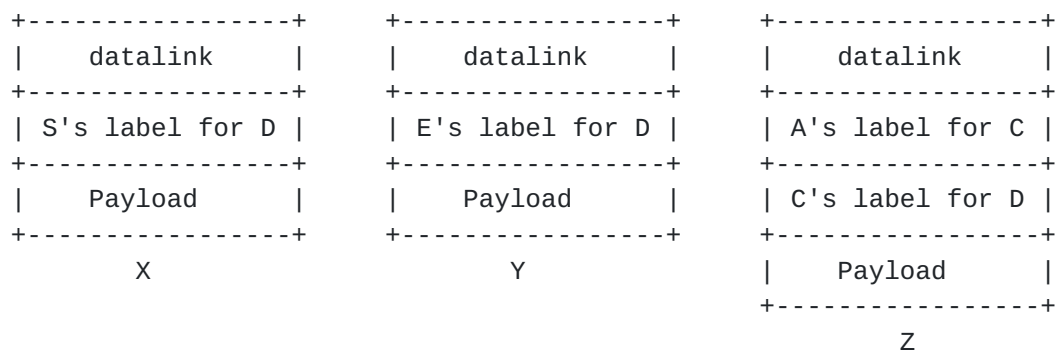 +-----------------+     +-----------------+     +-----------------+
|     datalink    |     |     datalink    |     |     datalink    |
+-----------------+     +-----------------+     +-----------------+
| S's label for D |     | E's label for D |     | A's label for C |
+-----------------+     +-----------------+     +-----------------+
|     Payload     |     |     Payload     |     | C's label for D |
+-----------------+     +-----------------+     +-----------------+
        X                       Y               |     Payload     |
                                                +-----------------+
                                                         Z